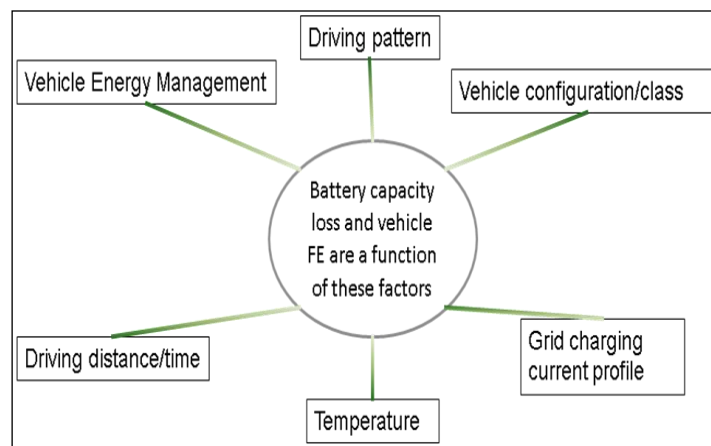 Driving pattern
Vehicle Energy Management
Vehicle configuration/class
Battery capacity
loss and vehicle
FE are a function
of these factors
Driving distance/time
Grid charging
current profile
Temperature